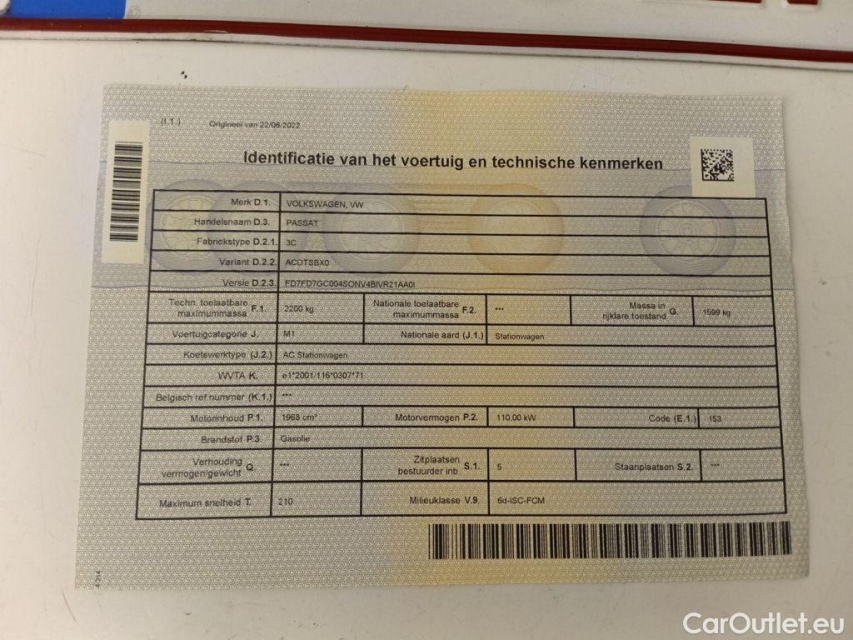 (I.1.) Origineel van 22/06/2022
Identificatie van het voertuig en technische kenmerken
Merk D.1. VOLKSWAGEN, VW
Handelsnaam D.3. PASSAT
Fabriekstype D.2.1. 3C
Variant D.2.2. ACDTSBX0
Versie D.2.3. FD7FD7GC004SONV4BIVR21AA0I
Techn. toelaatbare maximummassa F.1. 2200 kg Nationale toelaatbare maximummassa F.2. *** Massa in rijklare toestand G. 1599 kg
Voertuigcategorie J. M1 Nationale aard (J.1.) Stationwagen
Koetswerktype (J.2.) AC Stationwagen
WVTA K. e1*2001/116*0307*71
Belgisch ref.nummer (K.1.) ***
Motorinhoud P.1. 1968 cm³ Motorvermogen P.2. 110.00 kW Code (E.1.) 153
Brandstof P.3. Gasolie
Verhouding vermogen/gewicht Q. *** Zitplaatsen bestuurder inb. S.1. 5 Staanplaatsen S.2. ***
Maximum snelheid T. 210 Milieuklasse V.9. 6d-ISC-FCM
CarOutlet.eu